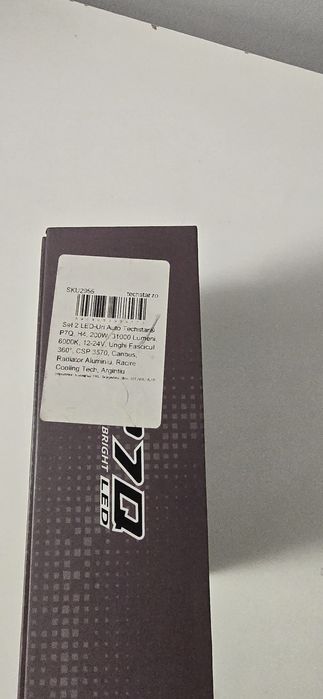 SKU2956 techstar.ro
Set 2 LED-Uri Auto Techstar®
P7Q, H4, 200W, 31000 Lumeni,
6000K, 12-24V, Unghi Fascicul
360°, CSP 3570, Canbus,
Radiator Aluminiu, Racire
Cooling Tech, Argintiu
P7Q
BRIGHT LED